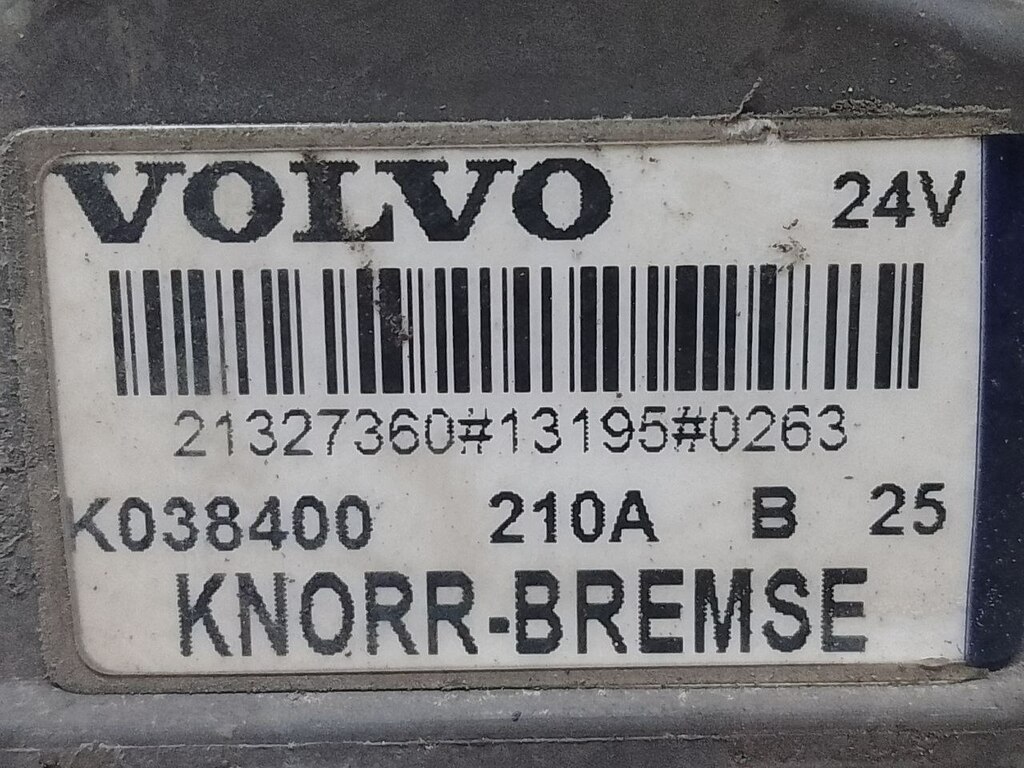 VOLVO 24V
21327360#13195#0263
K038400 210A B 25
KNORR-BREMSE